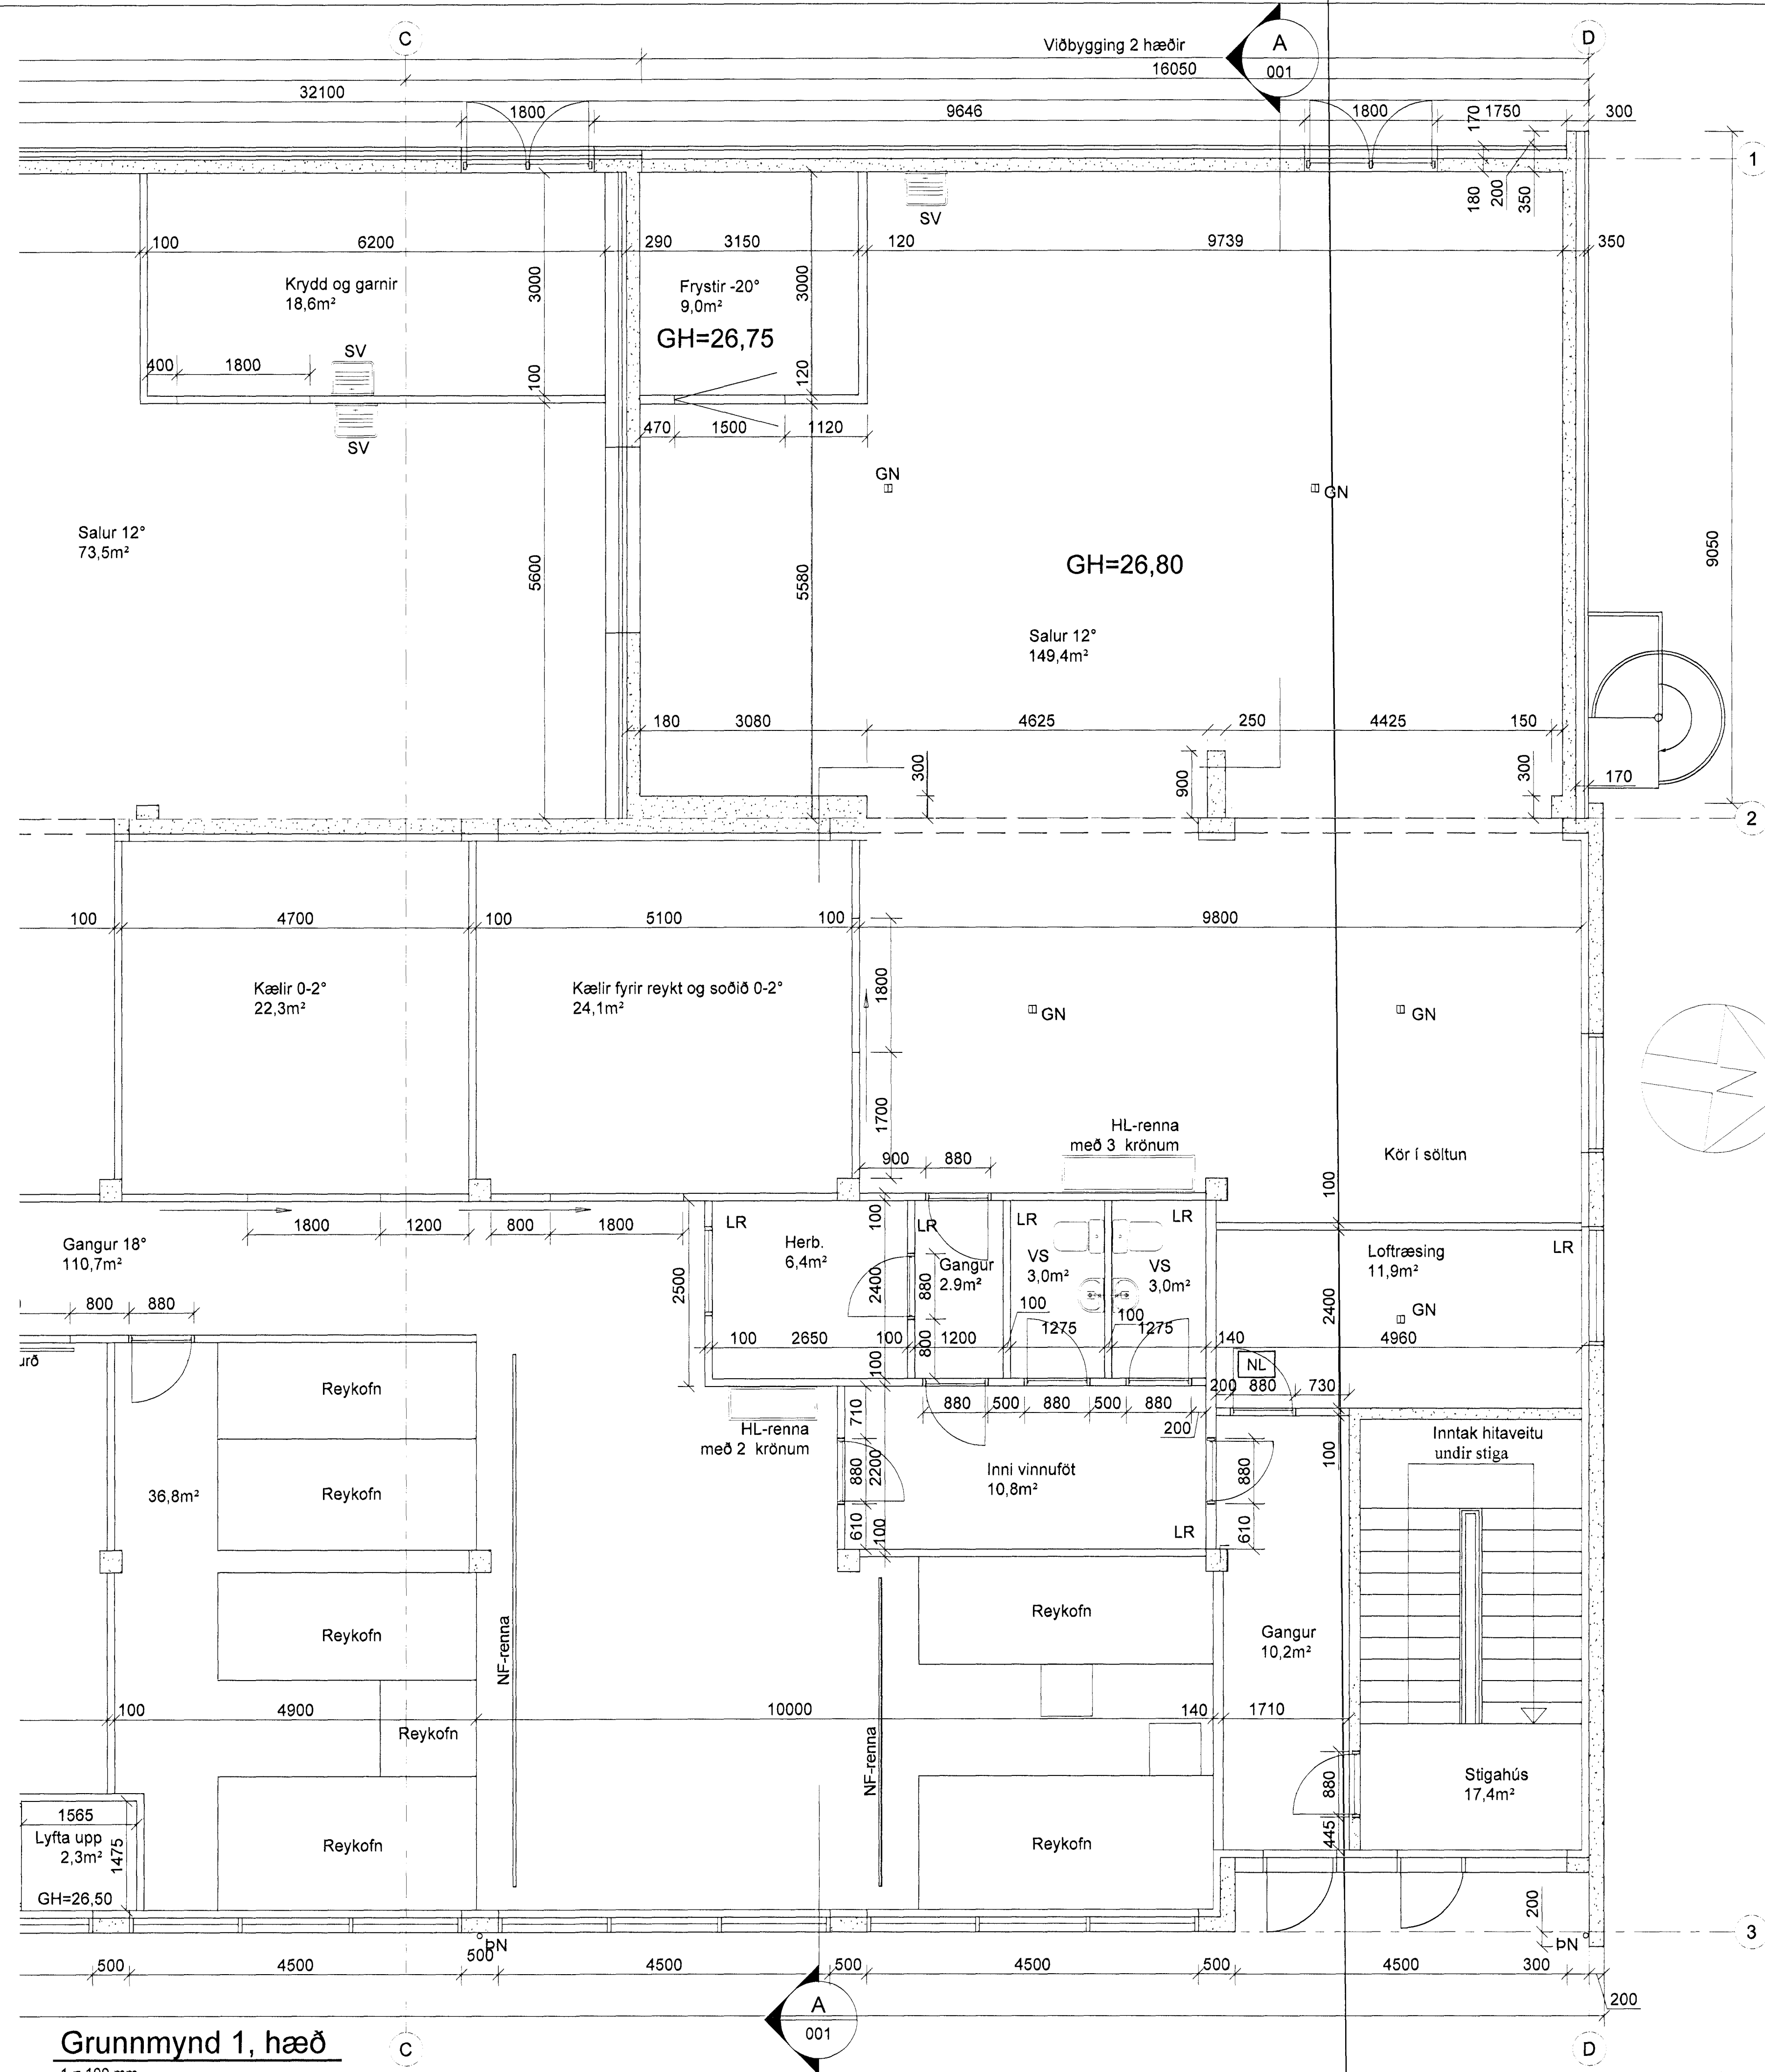 C
Viðbygging 2 hæðir
A
001
D
16050
32100
1800
9646
1800
170
1750
300
1
180
200
350
SV
100
6200
290
3150
120
9739
350
3000
3000
Krydd og garnir
18,6m²
Frystir -20°
9,0m²
GH=26,75
SV
400
1800
100
120
SV
470
1500
1120
GN
GN
Salur 12°
73,5m²
9050
GH=26,80
5600
5580
Salur 12°
149,4m²
180
3080
4625
250
4425
150
300
900
300
170
2
100
4700
100
5100
100
9800
1800
Kælir 0-2°
22,3m²
Kælir fyrir reykt og soðið 0-2°
24,1m²
GN
GN
1700
HL-renna
með 3 krönum
Kör í söltun
900
880
100
1800
1200
800
1800
100
LR
LR
LR
LR
Gangur 18°
110,7m²
Herb.
6,4m²
Gangur
2.9m²
VS
3,0m²
VS
3,0m²
Loftræsing
11,9m²
LR
2500
2400
880
2400
GN
800
880
100
100
100
2650
100
1200
1275
1275
140
4960
800
100
urð
NL
Reykofn
200
880
730
880
500
880
500
880
200
710
HL-renna
með 2 krönum
Inntak hitaveitu
undir stiga
100
36,8m²
Reykofn
880
2200
Inni vinnuföt
10,8m²
880
610
100
LR
610
Reykofn
NF-renna
Reykofn
Gangur
10,2m²
100
4900
10000
140
1710
Reykofn
NF-renna
880
Stigahús
17,4m²
1565
Lyfta upp
2,3m²
1475
Reykofn
Reykofn
445
GH=26,50
200
ÞN
ÞN
3
500
4500
500
4500
500
4500
500
4500
300
200
A
001
Grunnmynd 1, hæð
C
D